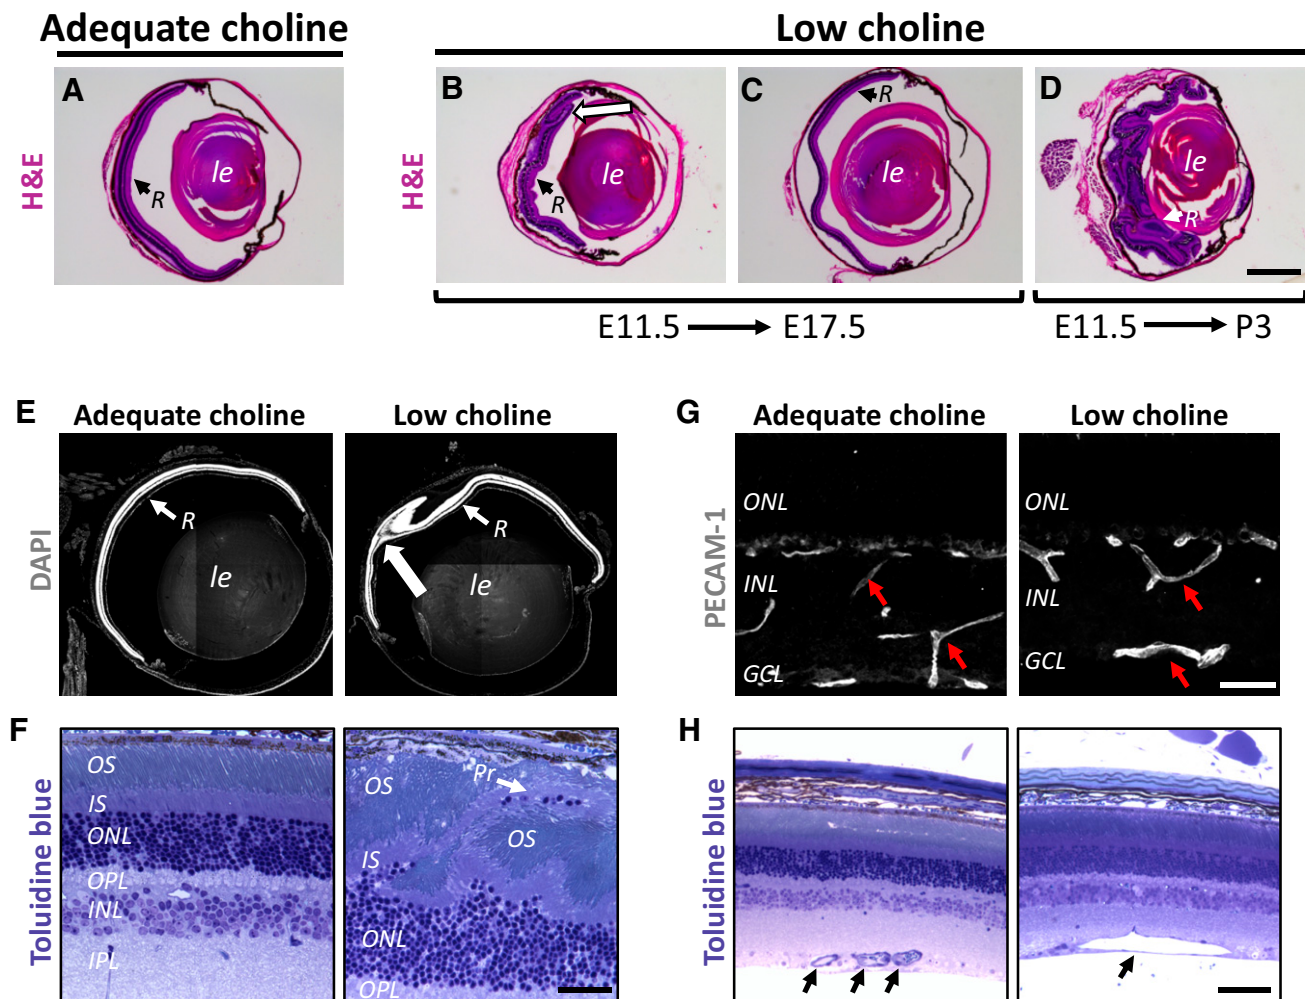 Adequate choline
Low choline
H&E
A
R
le
H&E
B
R
le
C
R
le
D
R
le
E11.5 → E17.5
E11.5 → P3
E
Adequate choline
Low choline
DAPI
R
le
R
le
G
Adequate choline
Low choline
PECAM-1
ONL
INL
GCL
ONL
INL
GCL
F
Toluidine blue
OS
IS
ONL
OPL
INL
IPL
Pr
OS
OS
IS
ONL
OPL
H
Toluidine blue